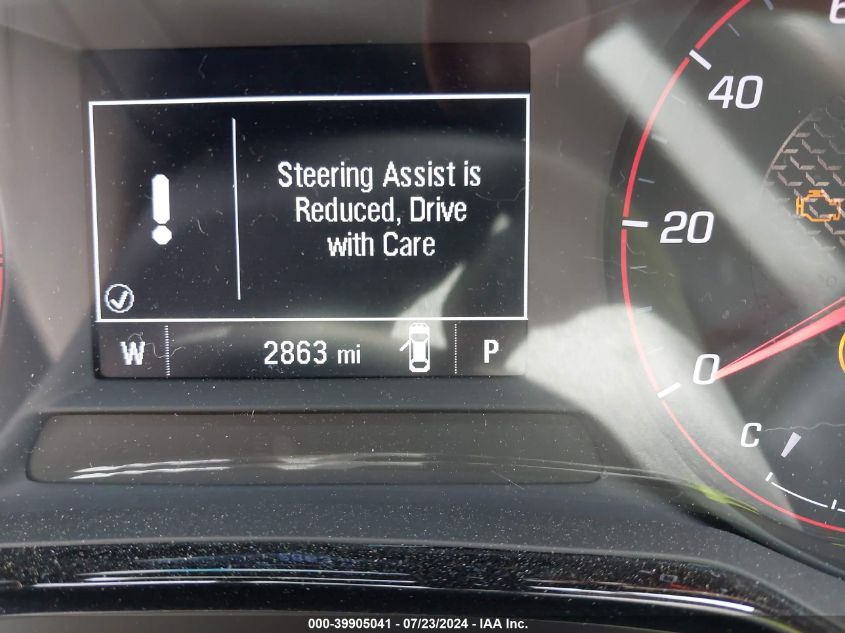 Steering Assist is
Reduced, Drive
with Care
W 2863 mi P
40
20
0
C
000-39905041 - 07/23/2024 - IAA Inc.